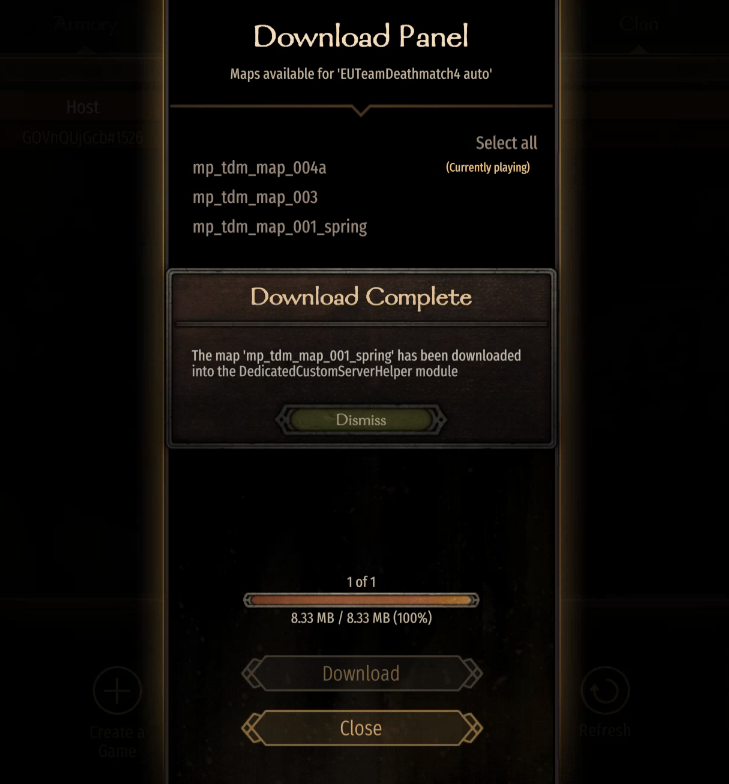 Armory
Clan
Download Panel
Maps available for 'EUTeamDeathmatch4 auto'
Host
Select all
mp_tdm_map_004a
(Currently playing)
mp_tdm_map_003
mp_tdm_map_001_spring
Download Complete
The map 'mp_tdm_map_001_spring' has been downloaded
into the DedicatedCustomServerHelper module
Dismiss
1 of 1
8.33 MB / 8.33 MB (100%)
Download
Close
Create a
Game
Refresh